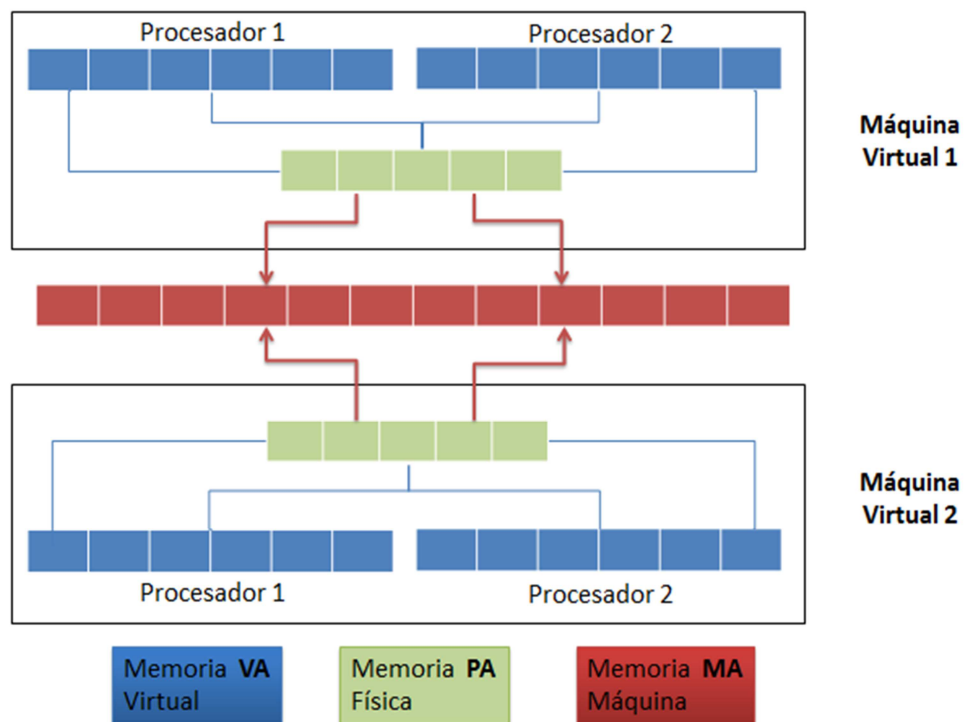 Procesador 1
Procesador 2
Máquina
Virtual 1
Máquina
Virtual 2
Procesador 1
Procesador 2
Memoria VA
Virtual
Memoria PA
Física
Memoria MA
Máquina